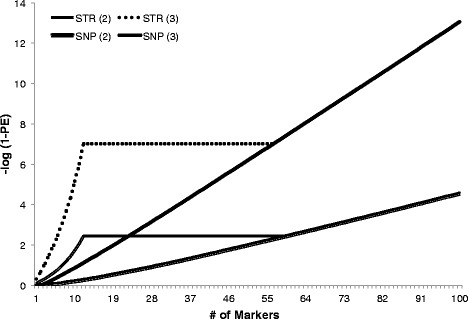 14
STR (2) STR (3)
SNP (2) SNP (3)
12
10
8
6
4
2
0
-log (1-PE)
1 10 19 28 37 46 55 64 73 82 91 100
# of Markers